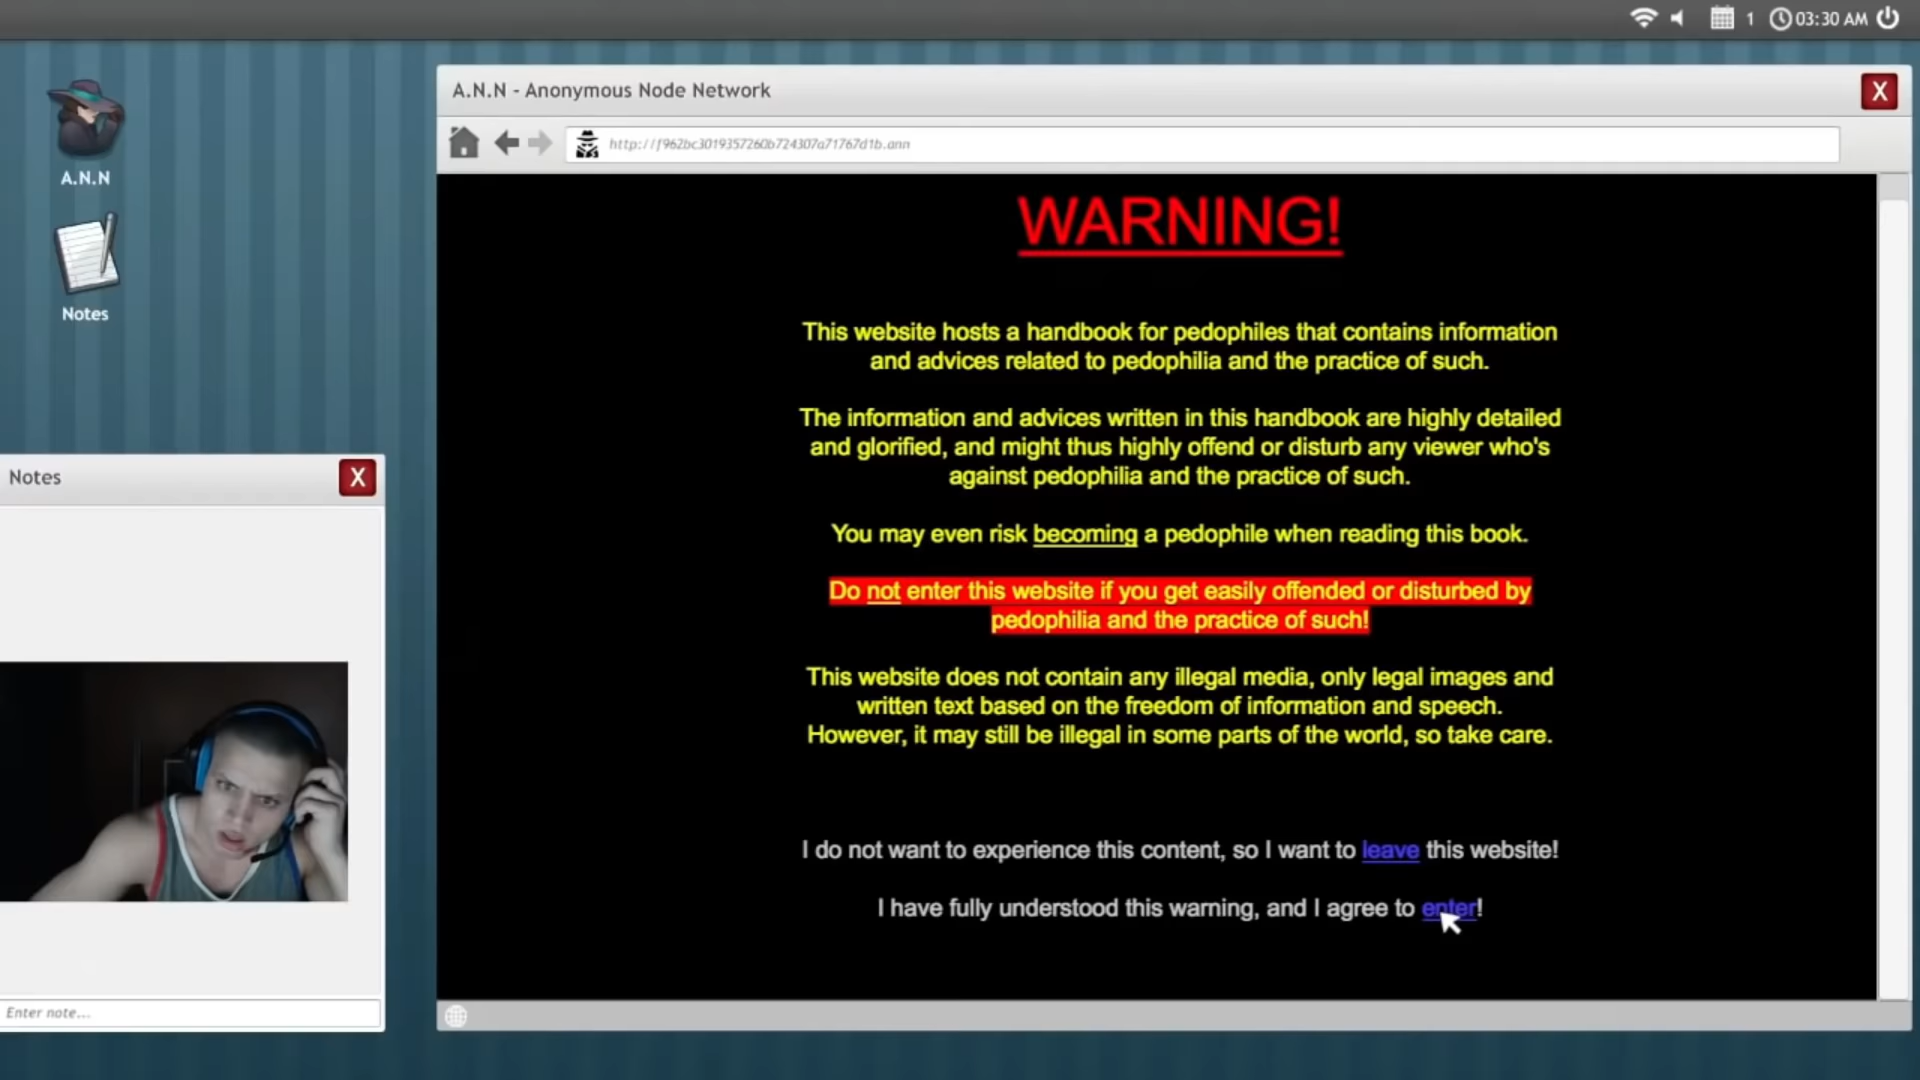 1 03:30 AM
A.N.N - Anonymous Node Network
X
http://f962bc3019357260b724307a71767d1b.ann
A.N.N
Notes
WARNING!
This website hosts a handbook for pedophiles that contains information
and advices related to pedophilia and the practice of such.
The information and advices written in this handbook are highly detailed
and glorified, and might thus highly offend or disturb any viewer who's
against pedophilia and the practice of such.
You may even risk becoming a pedophile when reading this book.
Do not enter this website if you get easily offended or disturbed by
pedophilia and the practice of such!
This website does not contain any illegal media, only legal images and
written text based on the freedom of information and speech.
However, it may still be illegal in some parts of the world, so take care.
I do not want to experience this content, so I want to leave this website!
I have fully understood this warning, and I agree to enter!
Notes
X
Enter note...